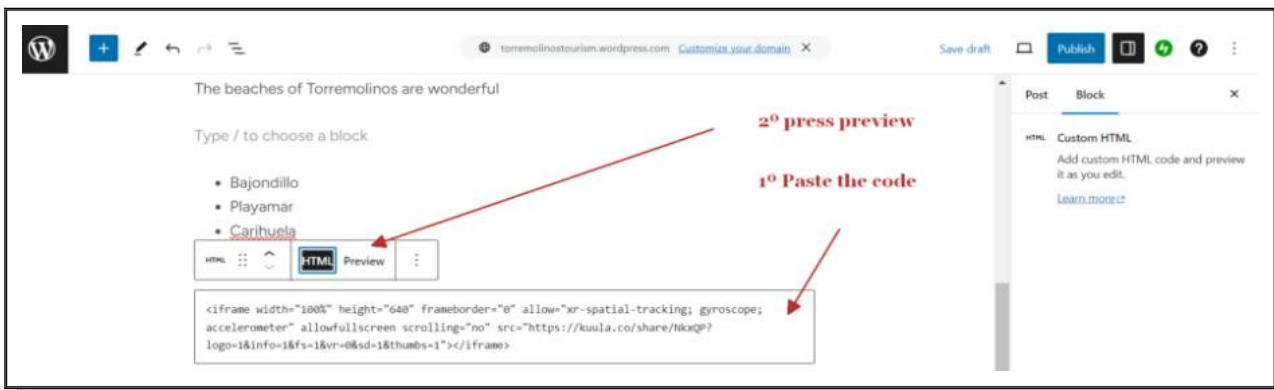 torremolinostourism.wordpress.com Customize your domain X
Save draft
Publish
The beaches of Torremolinos are wonderful
Type / to choose a block
• Bajondillo
• Playamar
• Carihuela
HTML HTML Preview
<iframe width="100%" height="640" frameborder="0" allow="xr-spatial-tracking; gyroscope;
accelerometer" allowfullscreen scrolling="no" src="https://kuula.co/share/NkxQP?
logo=1&info=1&fs=1&vr=0&sd=1&thumbs=1"></iframe>
2º press preview
1º Paste the code
Post Block
HTML Custom HTML
Add custom HTML code and preview
it as you edit.
Learn more